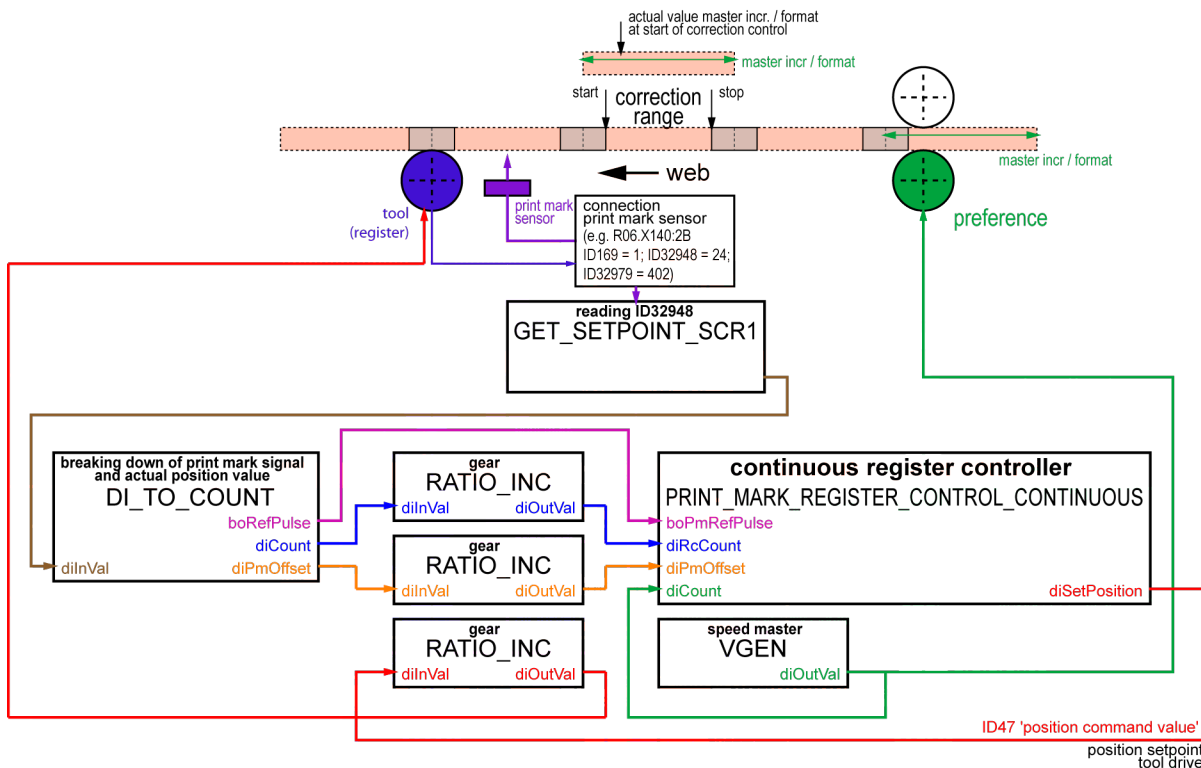 actual value master incr. / format
at start of correction control
master incr / format
start
correction
range
stop
master incr / format
web
tool
(register)
print mark
sensor
connection
print mark sensor
(e.g. R06.X140:2B
ID169 = 1; ID32948 = 24;
ID32979 = 402)
preference
reading ID32948
GET_SETPOINT_SCR1
breaking down of print mark signal
and actual position value
DI_TO_COUNT
boRefPulse
diCount
diInVal
diPmOffset
gear
RATIO_INC
diInVal
diOutVal
gear
RATIO_INC
diInVal
diOutVal
continuous register controller
PRINT_MARK_REGISTER_CONTROL_CONTINUOUS
boPmRefPulse
diRcCount
diPmOffset
diCount
diSetPosition
gear
RATIO_INC
diInVal
diOutVal
speed master
VGEN
diOutVal
ID47 'position command value'
position setpoint
tool drive